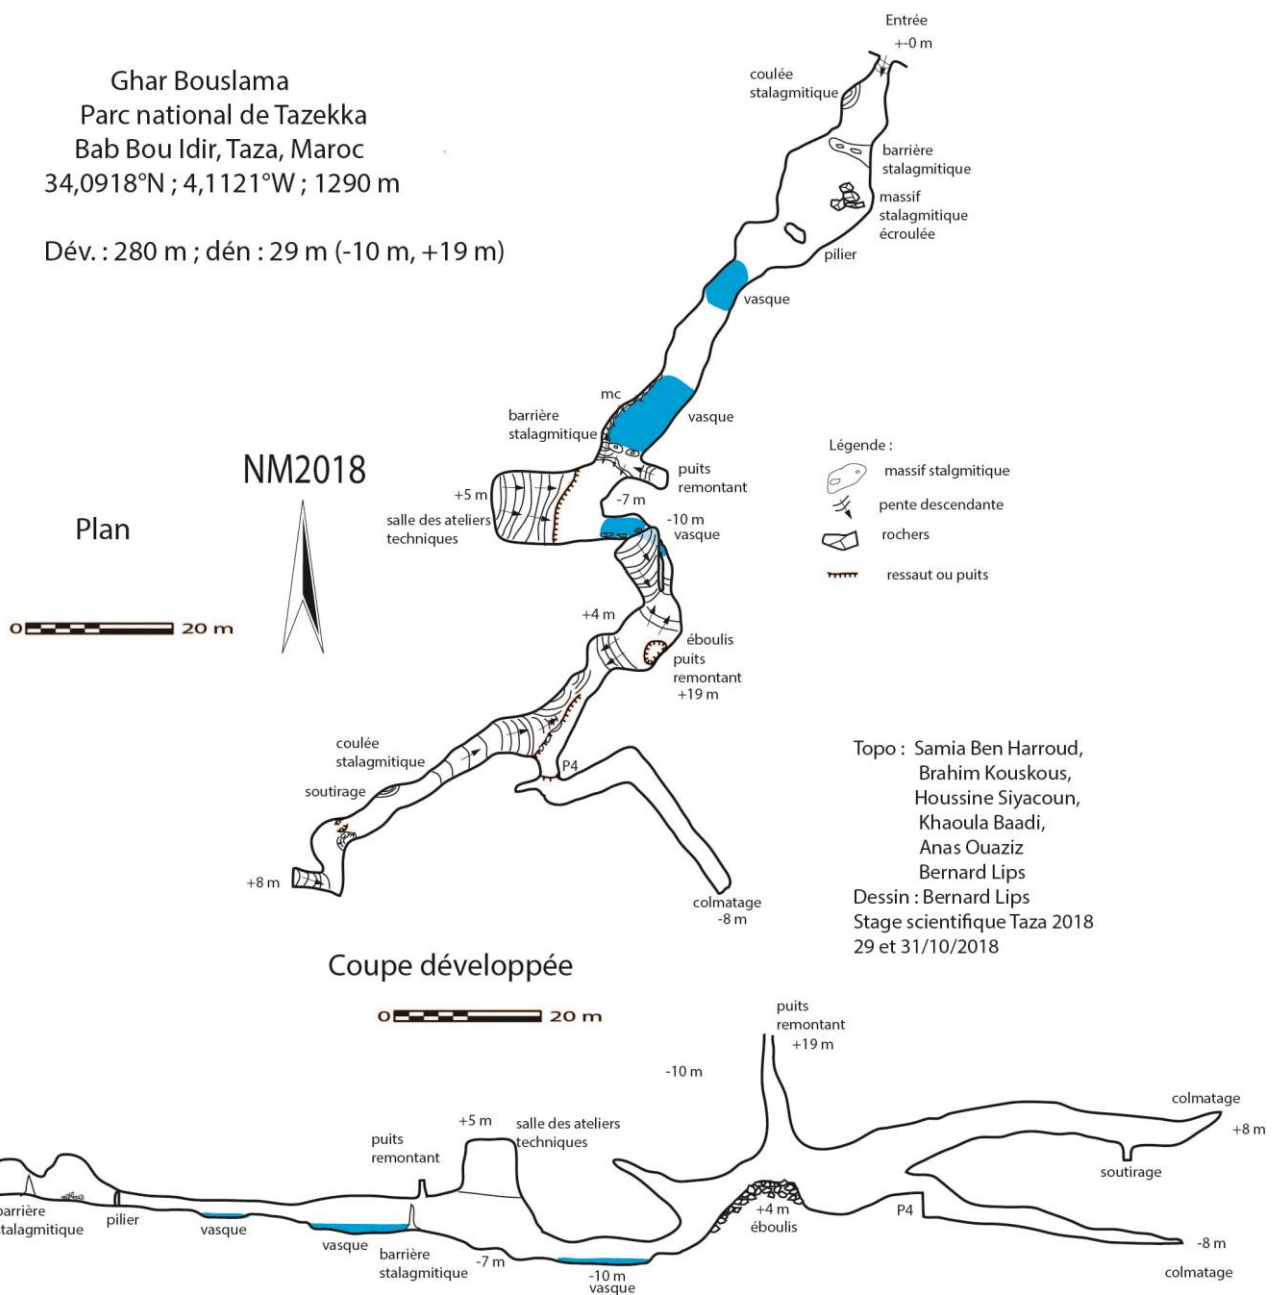 Ghar Bouslama
Parc national de Tazekka
Bab Bou Idir, Taza, Maroc
34,0918°N ; 4,1121°W ; 1290 m
Dév. : 280 m ; dén : 29 m (-10 m, +19 m)
Entrée
+-0 m
coulée
stalagmitique
barrière
stalagmitique
massif
stalagmitique
écroulée
pilier
vasque
mc
vasque
barrière
stalagmitique
puits
remontant
+5 m
salle des ateliers
techniques
-7 m
-10 m
vasque
NM2018
Plan
0 20 m
Légende :
massif stalgmitique
pente descendante
rochers
ressaut ou puits
+4 m
éboulis
puits
remontant
+19 m
coulée
stalagmitique
soutirage
P4
+8 m
colmatage
-8 m
Topo : Samia Ben Harroud,
Brahim Kouskous,
Houssine Siyacoun,
Khaoula Baadi,
Anas Ouaziz
Bernard Lips
Dessin : Bernard Lips
Stage scientifique Taza 2018
29 et 31/10/2018
Coupe développée
0 20 m
puits
remontant
+19 m
-10 m
+5 m
salle des ateliers
techniques
puits
remontant
colmatage
+8 m
soutirage
barrière
stalagmitique
pilier
vasque
vasque
barrière
stalagmitique
-7 m
-10 m
vasque
+4 m
éboulis
P4
-8 m
colmatage